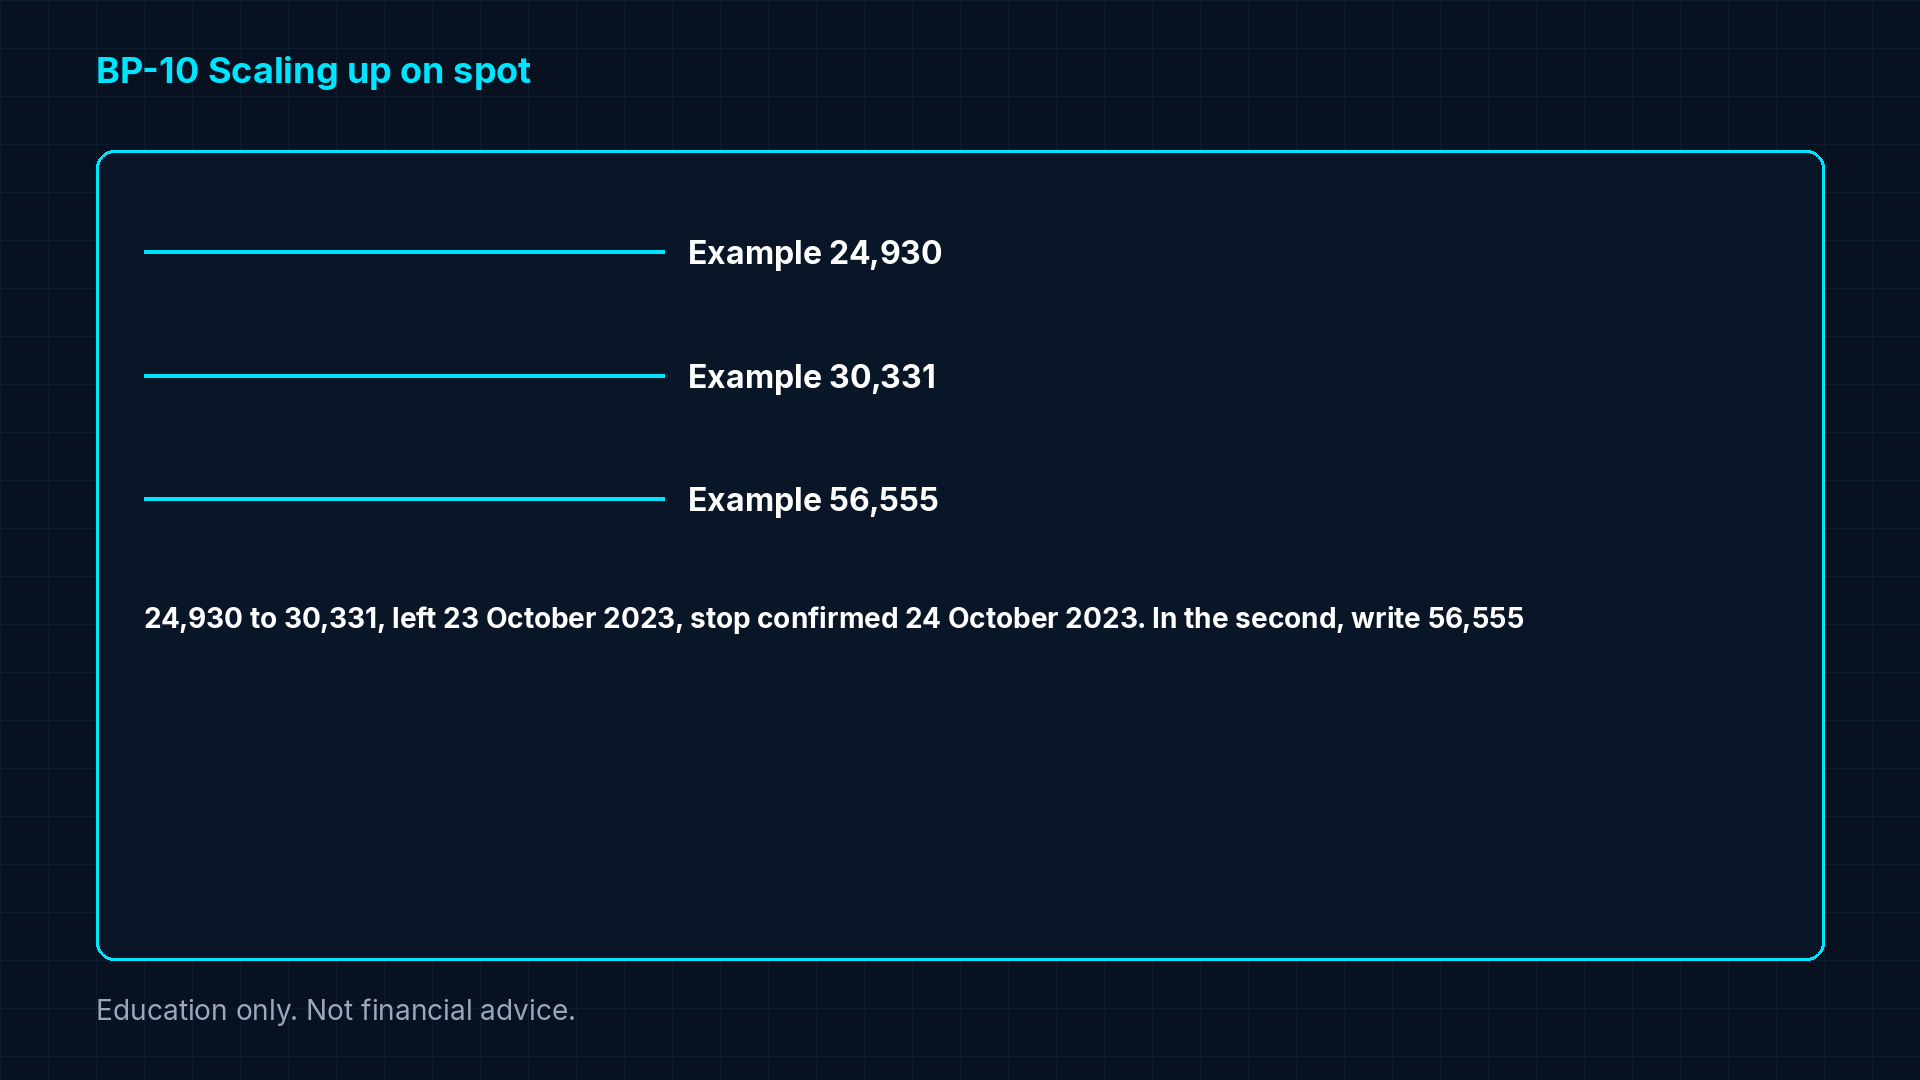 BP-10 Scaling up on spot
Example 24,930
Example 30,331
Example 56,555
24,930 to 30,331, left 23 October 2023, stop confirmed 24 October 2023. In the second, write 56,555
Education only. Not financial advice.